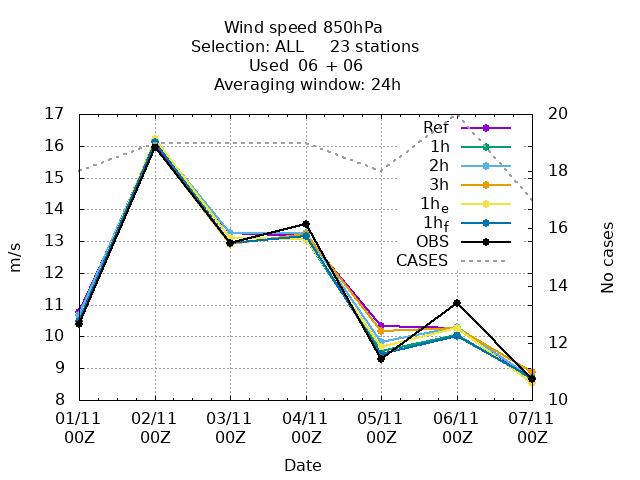 Wind speed 850hPa
Selection: ALL 23 stations
Used 06 + 06
Averaging window: 24h
m/s
17
16
15
14
13
12
11
10
9
8
Ref
1h
2h
3h
1he
1hf
OBS
CASES
20
18
16
14
12
10
No cases
01/11 02/11 03/11 04/11 05/11 06/11 07/11
00Z 00Z 00Z 00Z 00Z 00Z 00Z
Date